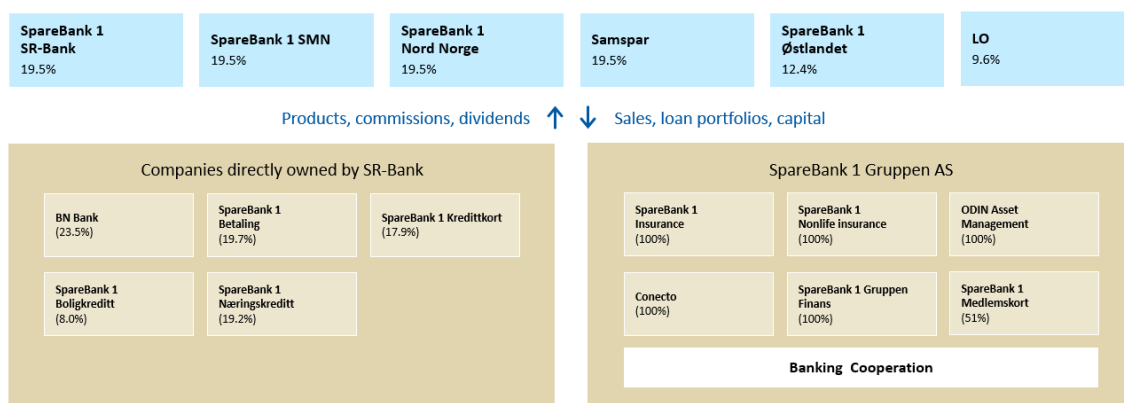 SpareBank 1
SR-Bank
19.5%
SpareBank 1 SMN
19.5%
SpareBank 1
Nord Norge
19.5%
Samspar
19.5%
SpareBank 1
Østlandet
12.4%
LO
9.6%
Products, commissions, dividends
Sales, loan portfolios, capital
Companies directly owned by SR-Bank
BN Bank
(23.5%)
SpareBank 1
Betaling
(19.7%)
SpareBank 1 Kredittkort
(17.9%)
SpareBank 1
Boligkreditt
(8.0%)
SpareBank 1
Næringskreditt
(19.2%)
SpareBank 1 Gruppen AS
SpareBank 1
Insurance
(100%)
SpareBank 1
Nonlife insurance
(100%)
ODIN Asset
Management
(100%)
Conecto
(100%)
SpareBank 1 Gruppen
Finans
(100%)
SpareBank 1
Medlemskort
(51%)
Banking Cooperation